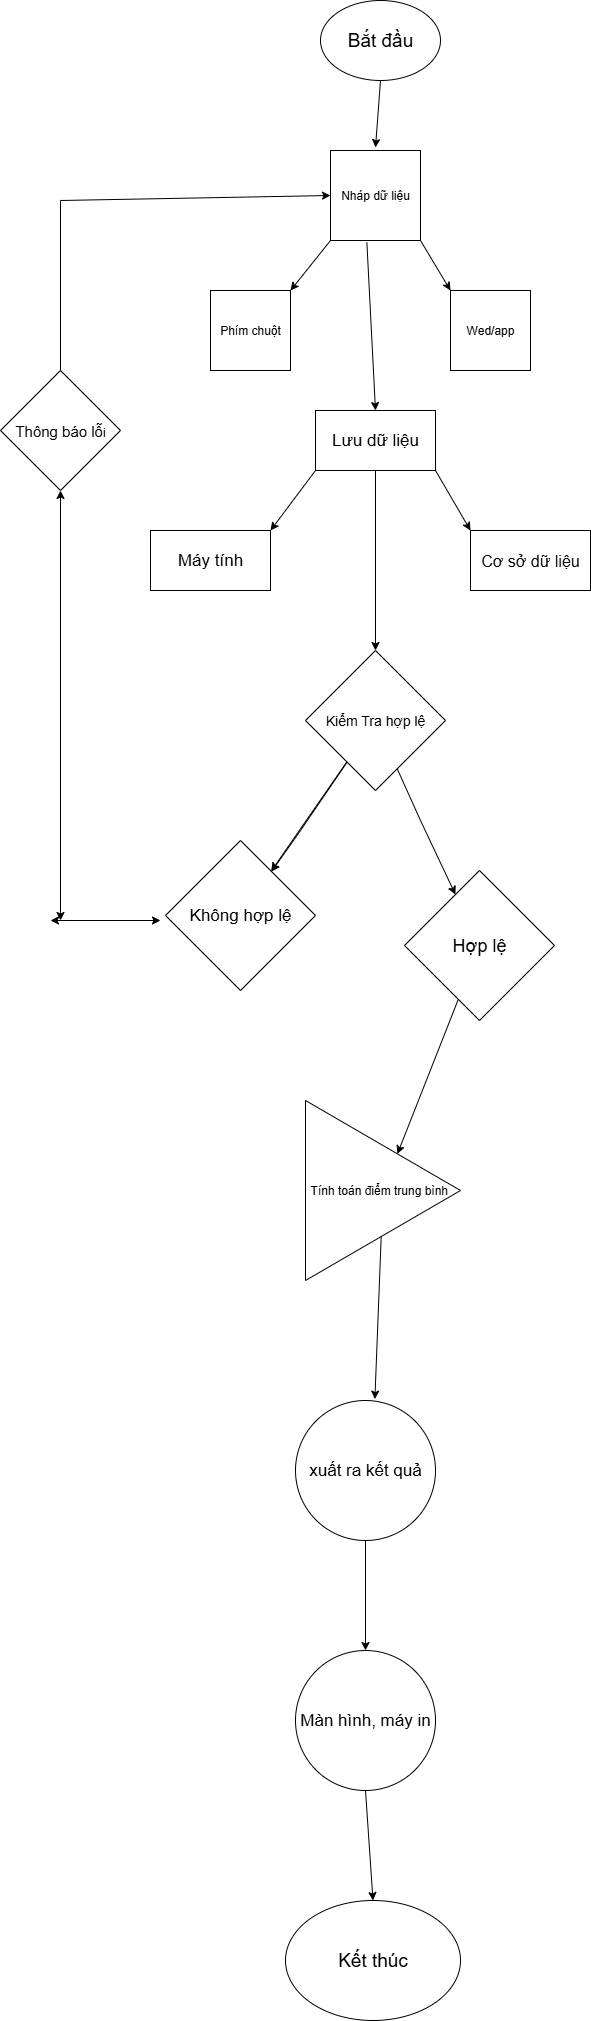 Bắt đầu
Nháp dữ liệu
Phím chuột
Wed/app
Thông báo lỗi
Lưu dữ liệu
Máy tính
Cơ sở dữ liệu
Kiểm Tra hợp lệ
Không hợp lệ
Hợp lệ
Tính toán điểm trung bình
xuất ra kết quả
Màn hình, máy in
Kết thúc